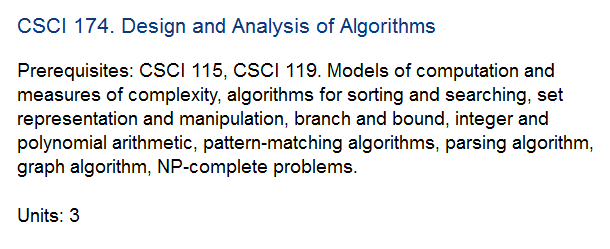 CSCI 174. Design and Analysis of Algorithms
Prerequisites: CSCI 115, CSCI 119. Models of computation and
measures of complexity, algorithms for sorting and searching, set
representation and manipulation, branch and bound, integer and
polynomial arithmetic, pattern-matching algorithms, parsing algorithm,
graph algorithm, NP-complete problems.
Units: 3